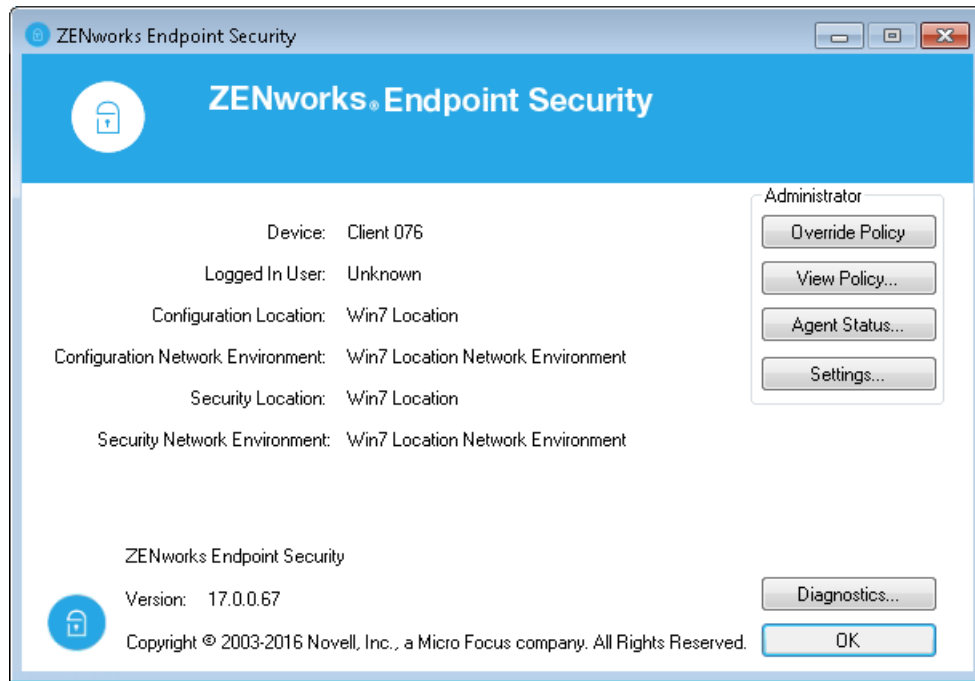 ZENworks Endpoint Security
ZENworks® Endpoint Security
Administrator
Device: Client 076
Override Policy
Logged In User: Unknown
View Policy...
Configuration Location: Win7 Location
Agent Status...
Configuration Network Environment: Win7 Location Network Environment
Settings...
Security Location: Win7 Location
Security Network Environment: Win7 Location Network Environment
ZENworks Endpoint Security
Version: 17.0.0.67
Diagnostics...
Copyright © 2003-2016 Novell, Inc., a Micro Focus company. All Rights Reserved.
OK